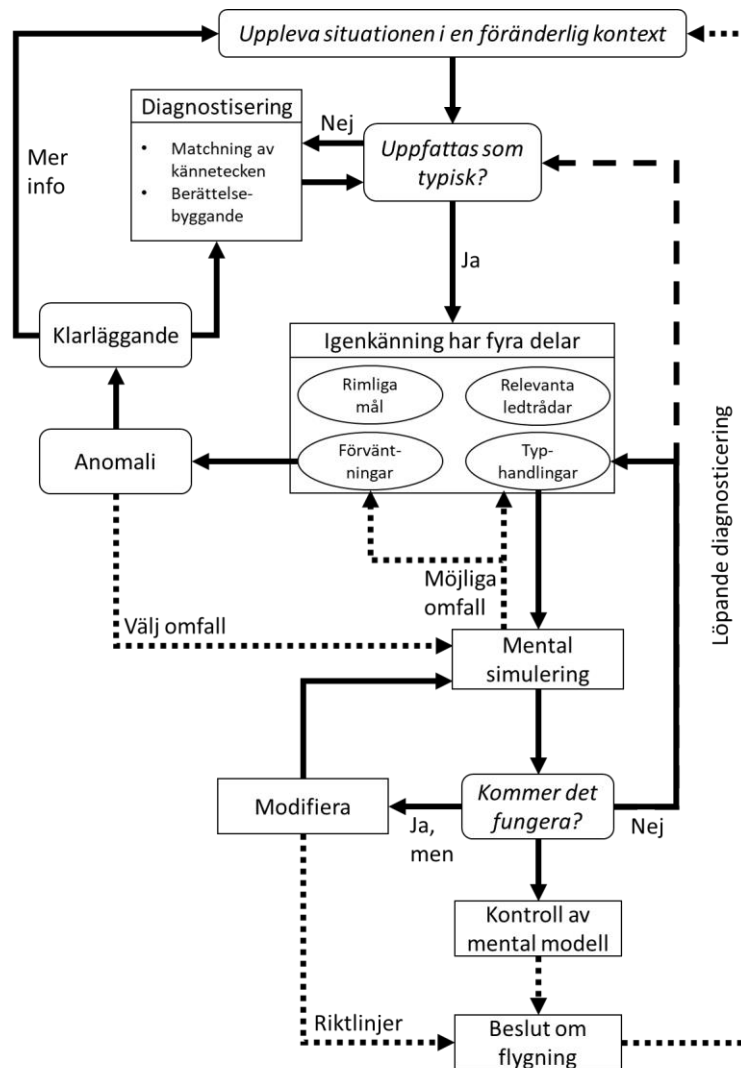 Uppleva situationen i en föränderlig kontext
Diagnostisering
• Matchning av
kännetecken
• Berättelse-
byggande
Nej
Uppfattas som
typisk?
Mer
info
Ja
Klarläggande
Igenkänning har fyra delar
Rimliga
mål
Relevanta
ledtrådar
Förvänt-
ningar
Typ-
handlingar
Anomali
Löpande diagnosticering
Möjliga
omfall
Välj omfall
Mental
simulering
Modifiera
Ja,
men
Kommer det
fungera?
Nej
Kontroll av
mental modell
Riktlinjer
Beslut om
flygning